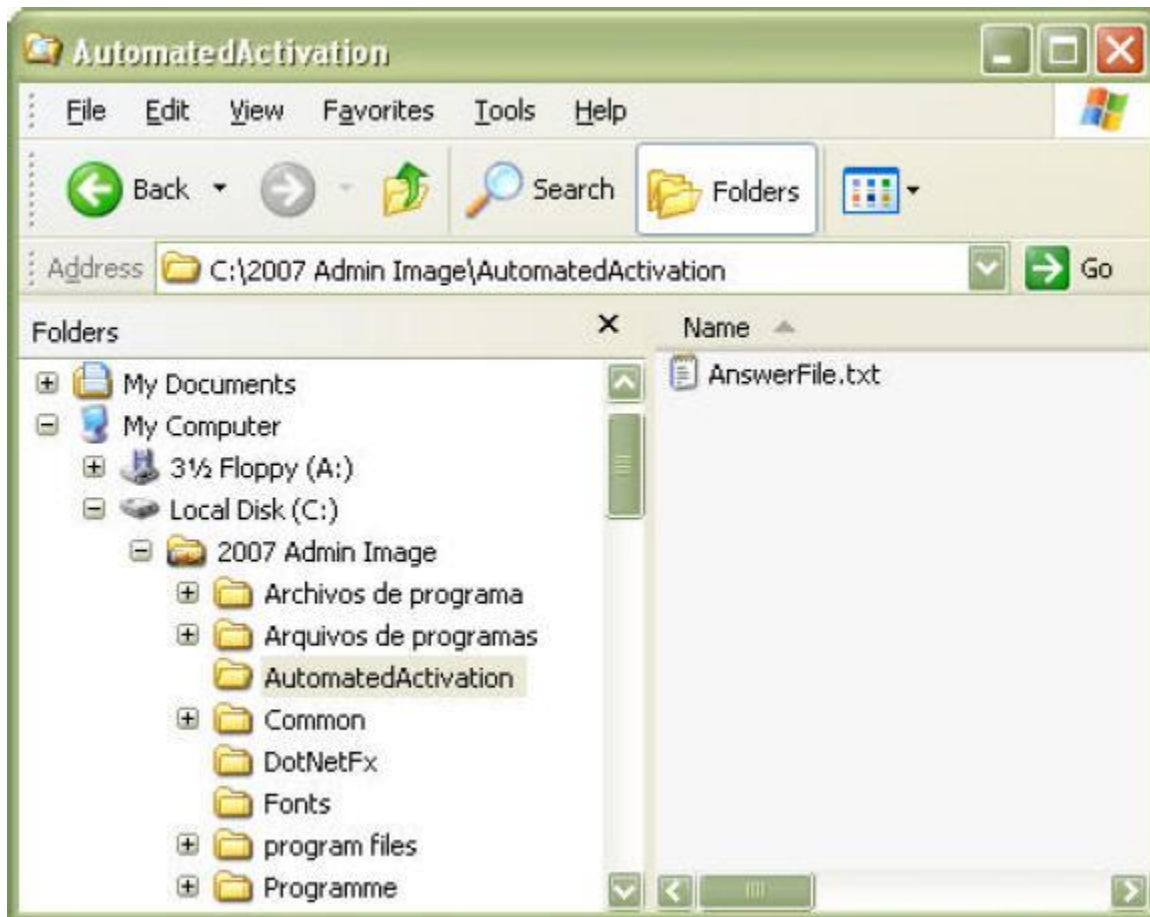 AutomatedActivation
File Edit View Favorites Tools Help
Back Search Folders
Address C:\2007 Admin Image\AutomatedActivation Go
Folders
Name
My Documents
AnswerFile.txt
My Computer
3½ Floppy (A:)
Local Disk (C:)
2007 Admin Image
Archivos de programa
Arquivos de programas
AutomatedActivation
Common
DotNetFx
Fonts
program files
Programme